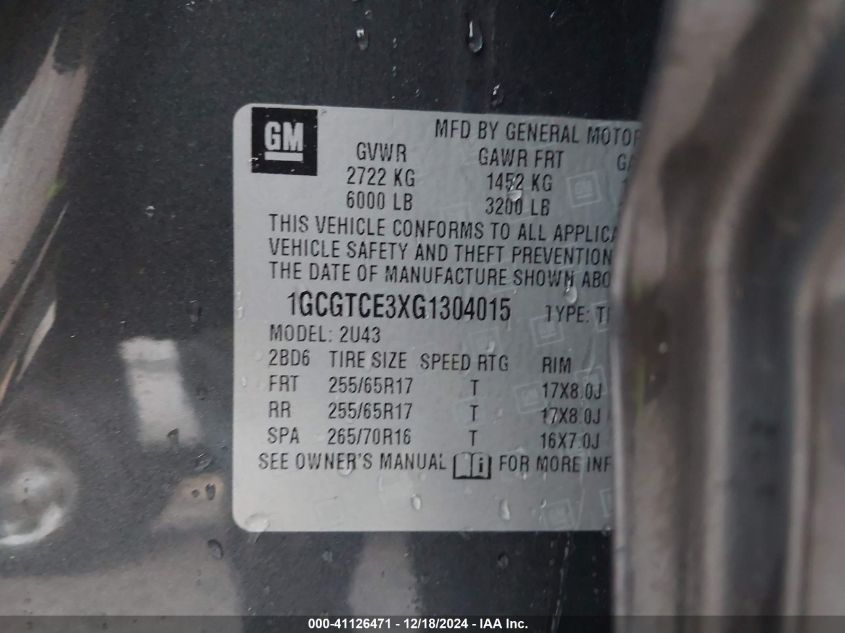 GM
MFD BY GENERAL MOTOR
GVWR GAWR FRT GA
2722 KG 1452 KG
6000 LB 3200 LB
THIS VEHICLE CONFORMS TO ALL APPLICA
VEHICLE SAFETY AND THEFT PREVENTION
THE DATE OF MANUFACTURE SHOWN ABO
1GCGTCE3XG1304015 TYPE: T
MODEL: 2U43
2BD6 TIRE SIZE SPEED RTG RIM
FRT 255/65R17 T 17X8.0J
RR 255/65R17 T 17X8.0J
SPA 265/70R16 T 16X7.0J
SEE OWNER'S MANUAL FOR MORE INF
000-41126471 - 12/18/2024 - IAA Inc.